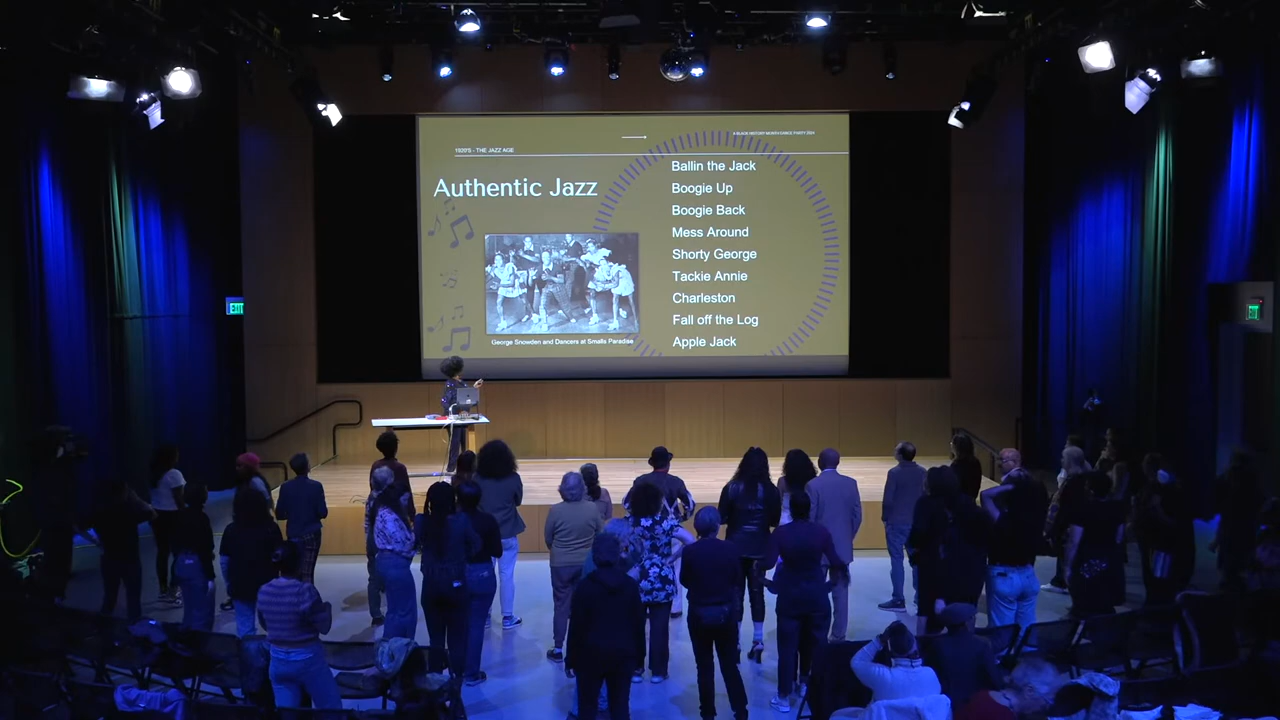 A BLACK HISTORY MONTH DANCE PARTY 2024
1920'S - THE JAZZ AGE
Authentic Jazz
Ballin the Jack
Boogie Up
Boogie Back
Mess Around
Shorty George
Tackie Annie
Charleston
Fall off the Log
Apple Jack
George Snowden and Dancers at Smalls Paradise
EXIT
EXIT